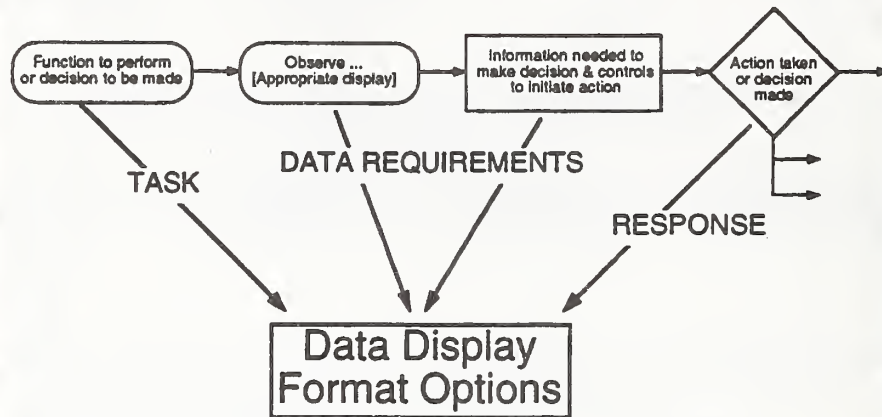 Function to perform
or decision to be made
Observe ...
[Appropriate display]
Information needed to
make decision & controls
to initiate action
Action taken
or decision
made
TASK
DATA REQUIREMENTS
RESPONSE
Data Display
Format Options